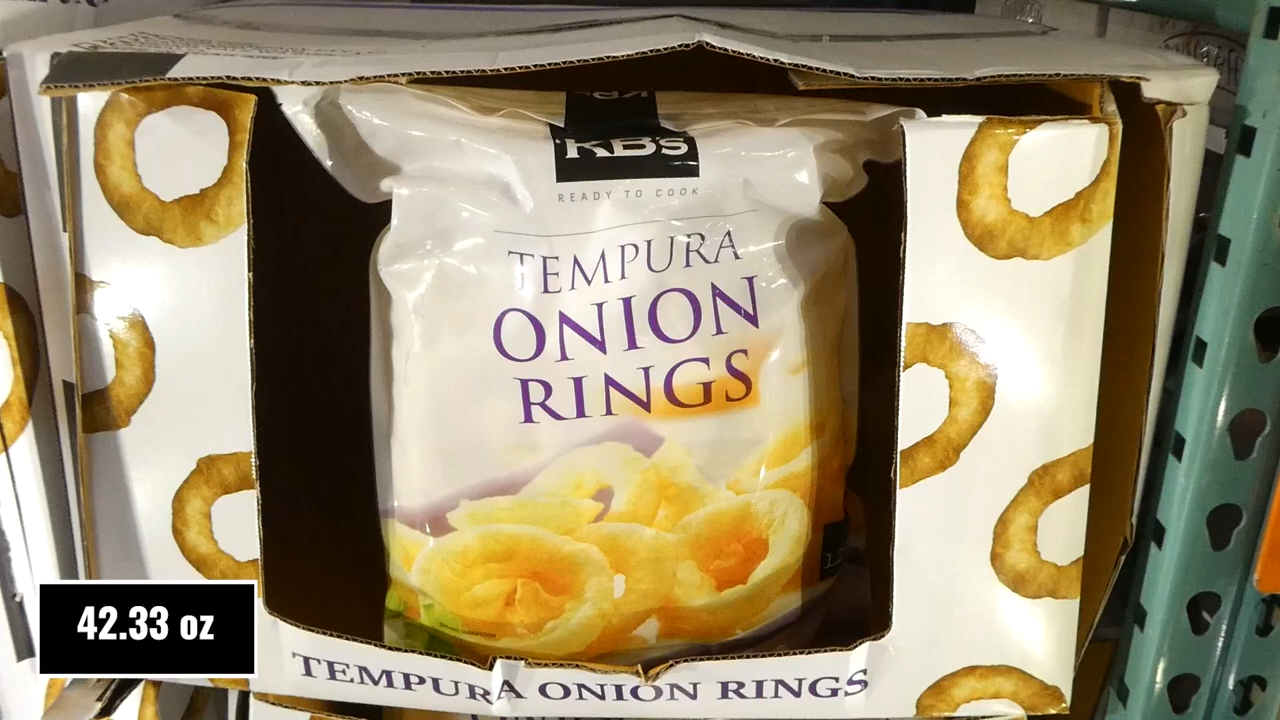 KB's
READY TO COOK
TEMPURA
ONION
RINGS
42.33 oz
TEMPURA ONION RINGS